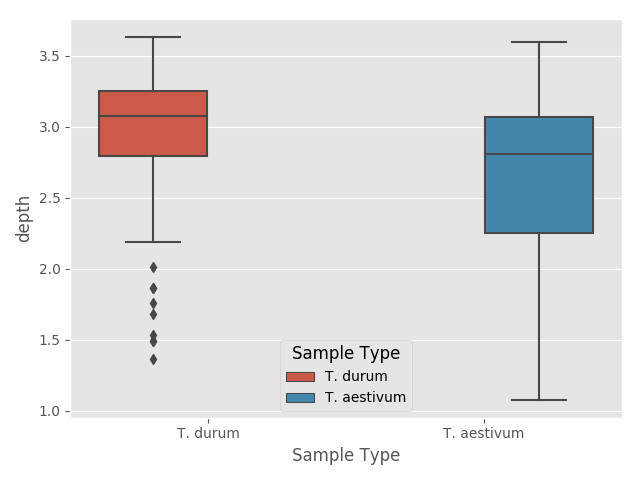 3.5
3.0
2.5
2.0
1.5
1.0
depth
Sample Type
T. durum
T. aestivum
T. durum
T. aestivum
Sample Type